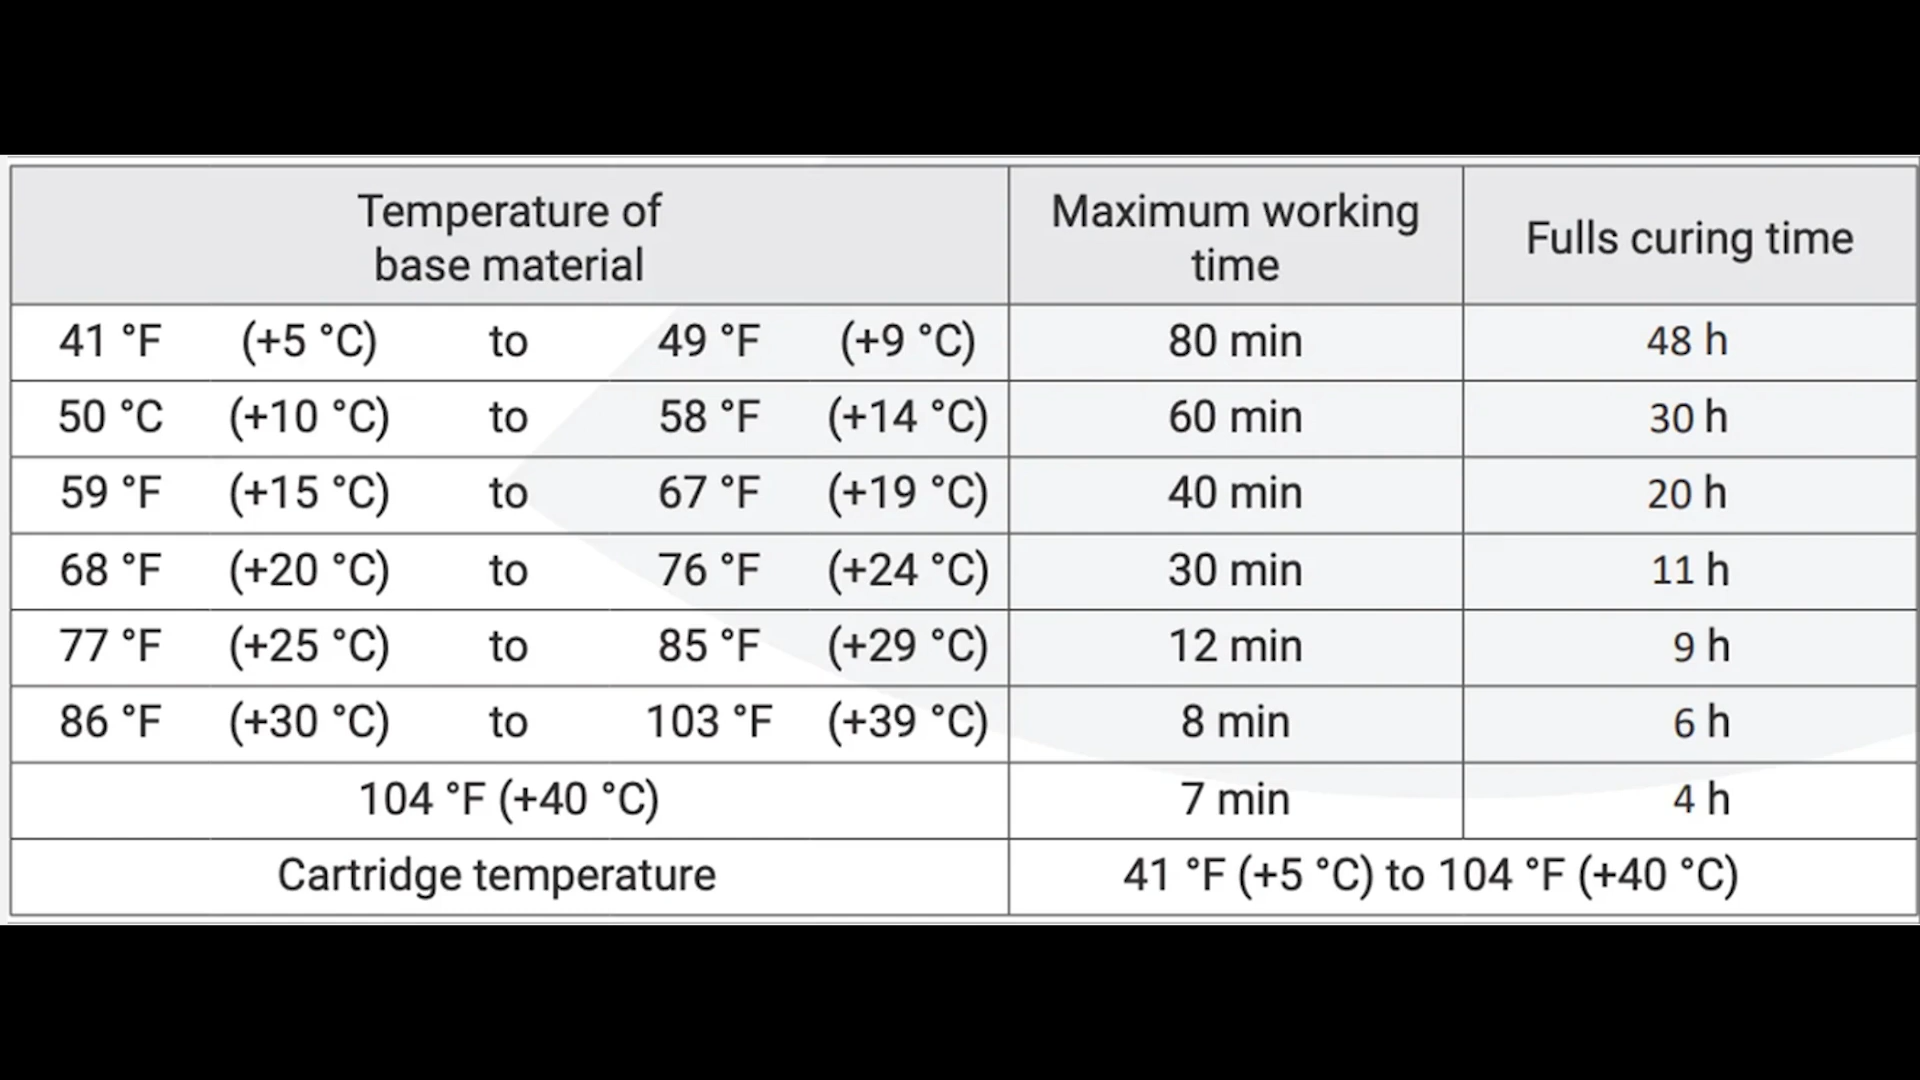 Temperature of
base material
Maximum working
time
Fulls curing time
41 °F (+5 °C) to 49 °F (+9 °C) 80 min 48 h
50 °C (+10 °C) to 58 °F (+14 °C) 60 min 30 h
59 °F (+15 °C) to 67 °F (+19 °C) 40 min 20 h
68 °F (+20 °C) to 76 °F (+24 °C) 30 min 11 h
77 °F (+25 °C) to 85 °F (+29 °C) 12 min 9 h
86 °F (+30 °C) to 103 °F (+39 °C) 8 min 6 h
104 °F (+40 °C) 7 min 4 h
Cartridge temperature 41 °F (+5 °C) to 104 °F (+40 °C)